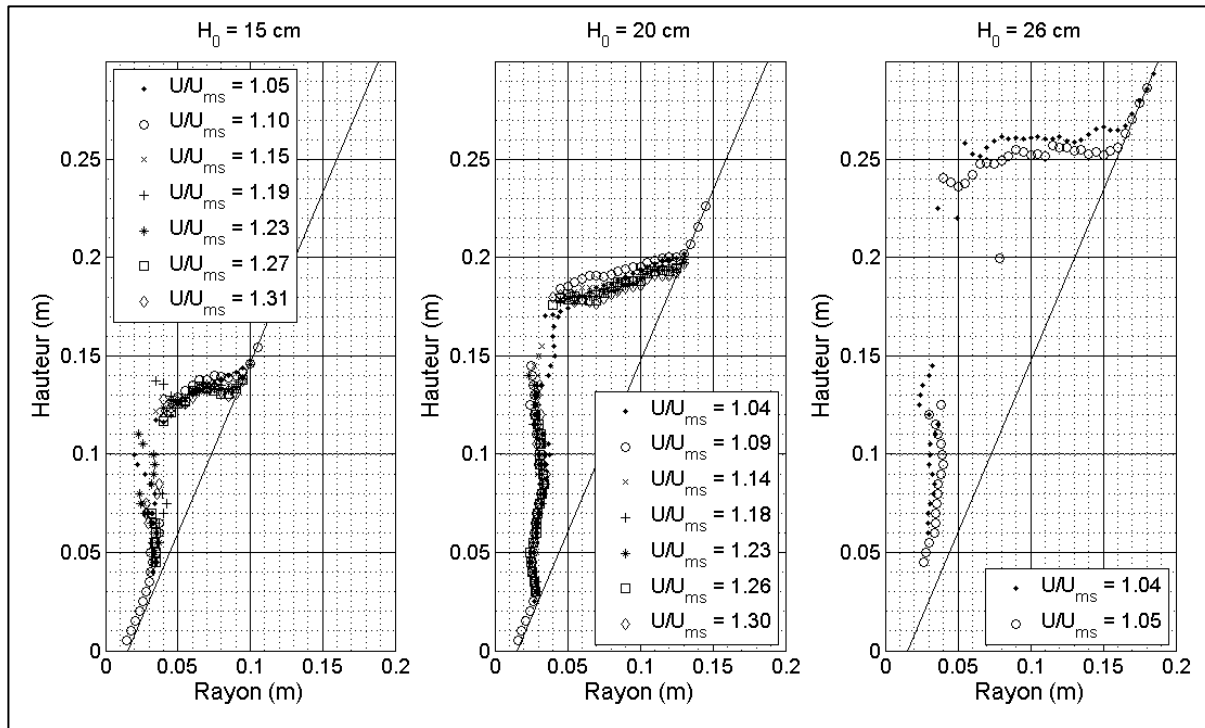 H₀ = 15 cm
U/Uₘₛ = 1.05
U/Uₘₛ = 1.10
U/Uₘₛ = 1.15
U/Uₘₛ = 1.19
U/Uₘₛ = 1.23
U/Uₘₛ = 1.27
U/Uₘₛ = 1.31
Hauteur (m)
0.25
0.2
0.15
0.1
0.05
0
0 0.05 0.1 0.15 0.2
Rayon (m)
H₀ = 20 cm
Hauteur (m)
0.25
0.2
0.15
0.1
0.05
0
U/Uₘₛ = 1.04
U/Uₘₛ = 1.09
U/Uₘₛ = 1.14
U/Uₘₛ = 1.18
U/Uₘₛ = 1.23
U/Uₘₛ = 1.26
U/Uₘₛ = 1.30
0 0.05 0.1 0.15 0.2
Rayon (m)
H₀ = 26 cm
Hauteur (m)
0.25
0.2
0.15
0.1
0.05
0
U/Uₘₛ = 1.04
U/Uₘₛ = 1.05
0 0.05 0.1 0.15 0.2
Rayon (m)